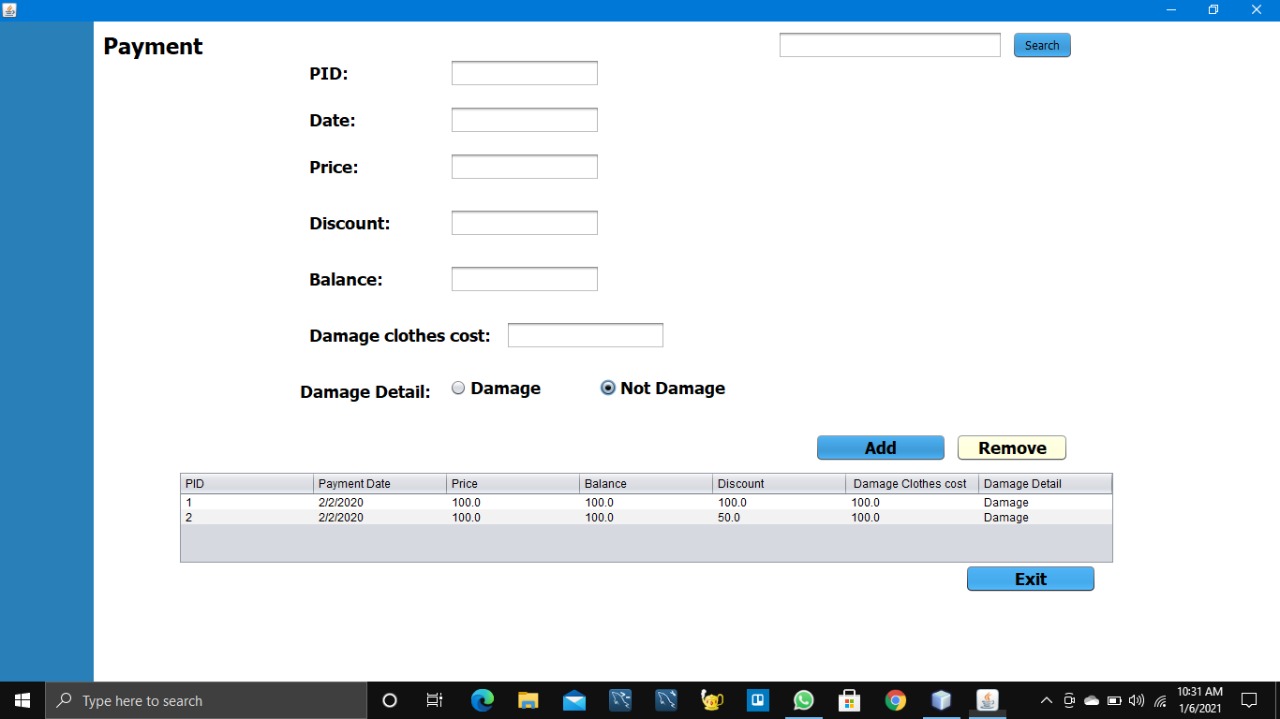 Payment
Search
PID:
Date:
Price:
Discount:
Balance:
Damage clothes cost:
Damage Detail: Damage Not Damage
Add Remove
PID Payment Date Price Balance Discount Damage Clothes cost Damage Detail
1 2/2/2020 100.0 100.0 100.0 100.0 Damage
2 2/2/2020 100.0 100.0 50.0 100.0 Damage
Exit
Type here to search
10:31 AM
1/6/2021